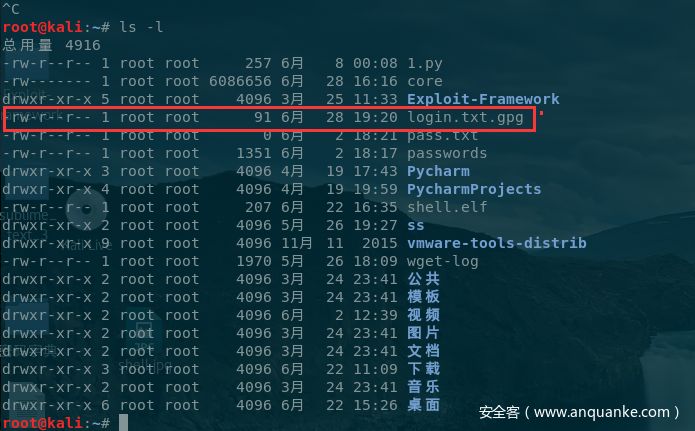 ^C
root@kali:~# ls -l
总用量 4916
-rw-r--r-- 1 root root     257 6月   8 00:08 1.py
-rw------- 1 root root 6086656 6月  28 16:16 core
drwxr-xr-x 5 root root    4096 3月  25 11:33 Exploit-Framework
-rw-r--r-- 1 root root      91 6月  28 19:20 login.txt.gpg
-rw-r--r-- 1 root root       0 6月   2 18:21 pass.txt
-rw-r--r-- 1 root root    1351 6月   2 18:17 passwords
drwxr-xr-x 3 root root    4096 4月  19 17:43 Pycharm
drwxr-xr-x 4 root root    4096 4月  19 19:59 PycharmProjects
-rw-r--r-- 1 root root     207 6月  22 16:35 shell.elf
drwxr-xr-x 2 root root    4096 5月  26 19:27 ss
drwxr-xr-x 9 root root    4096 11月 11  2015 vmware-tools-distrib
-rw-r--r-- 1 root root    1970 5月  26 18:09 wget-log
drwxr-xr-x 2 root root    4096 3月  24 23:41 公共
drwxr-xr-x 2 root root    4096 3月  24 23:41 模板
drwxr-xr-x 2 root root    4096 6月   2 12:39 视频
drwxr-xr-x 2 root root    4096 3月  24 23:41 图片
drwxr-xr-x 2 root root    4096 3月  24 23:41 文档
drwxr-xr-x 3 root root    4096 6月  22 11:09 下载
drwxr-xr-x 2 root root    4096 3月  24 23:41 音乐
drwxr-xr-x 6 root root    4096 6月  22 15:26 桌面
root@kali:~#
安全客（www.anquanke.com）